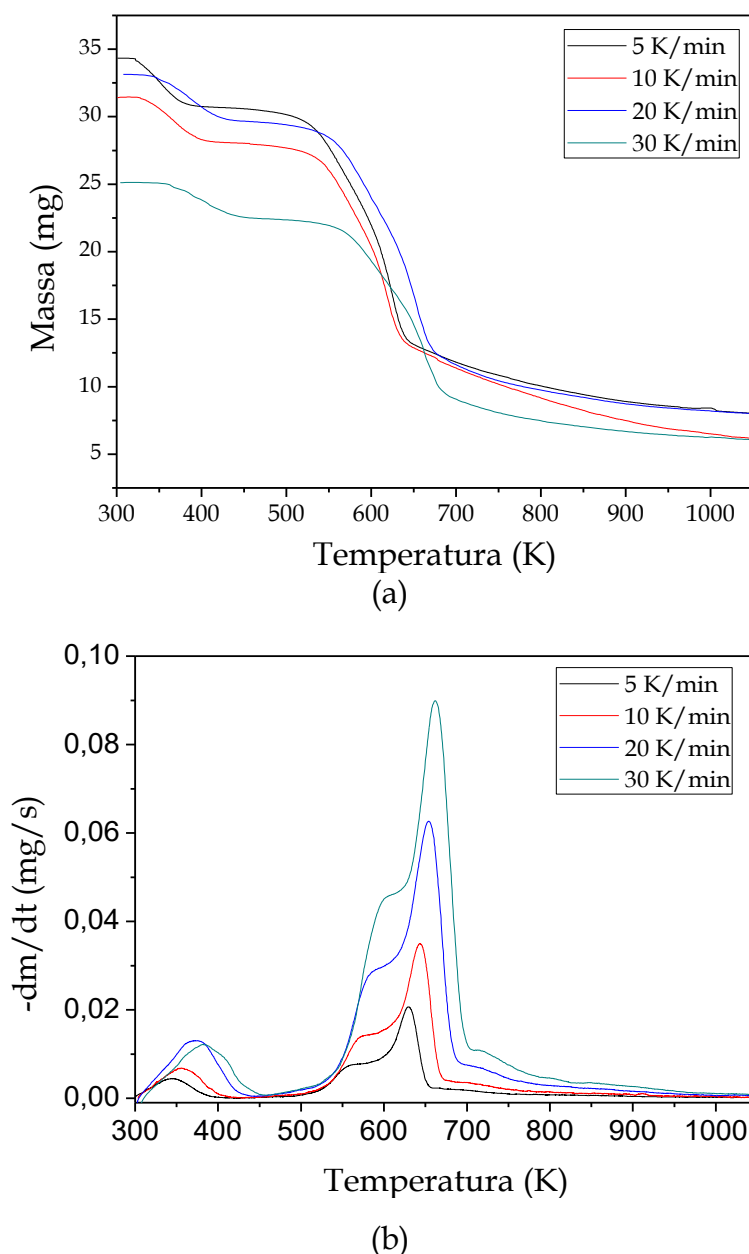 35
30
25
20
15
10
5
Massa (mg)
5 K/min
10 K/min
20 K/min
30 K/min
300 400 500 600 700 800 900 1000
Temperatura (K)
(a)
0,10
0,08
0,06
0,04
0,02
0,00
-dm/dt (mg/s)
5 K/min
10 K/min
20 K/min
30 K/min
300 400 500 600 700 800 900 1000
Temperatura (K)
(b)